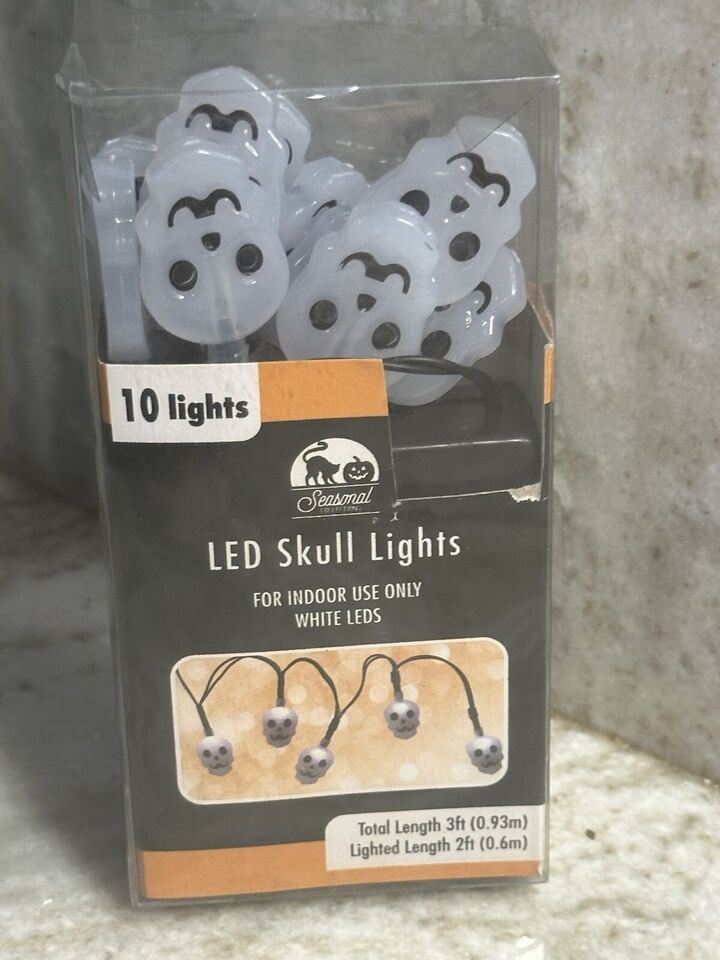 10 lights
Seasonal
COLLECTION
LED Skull Lights
FOR INDOOR USE ONLY
WHITE LEDS
Total Length 3ft (0.93m)
Lighted Length 2ft (0.6m)